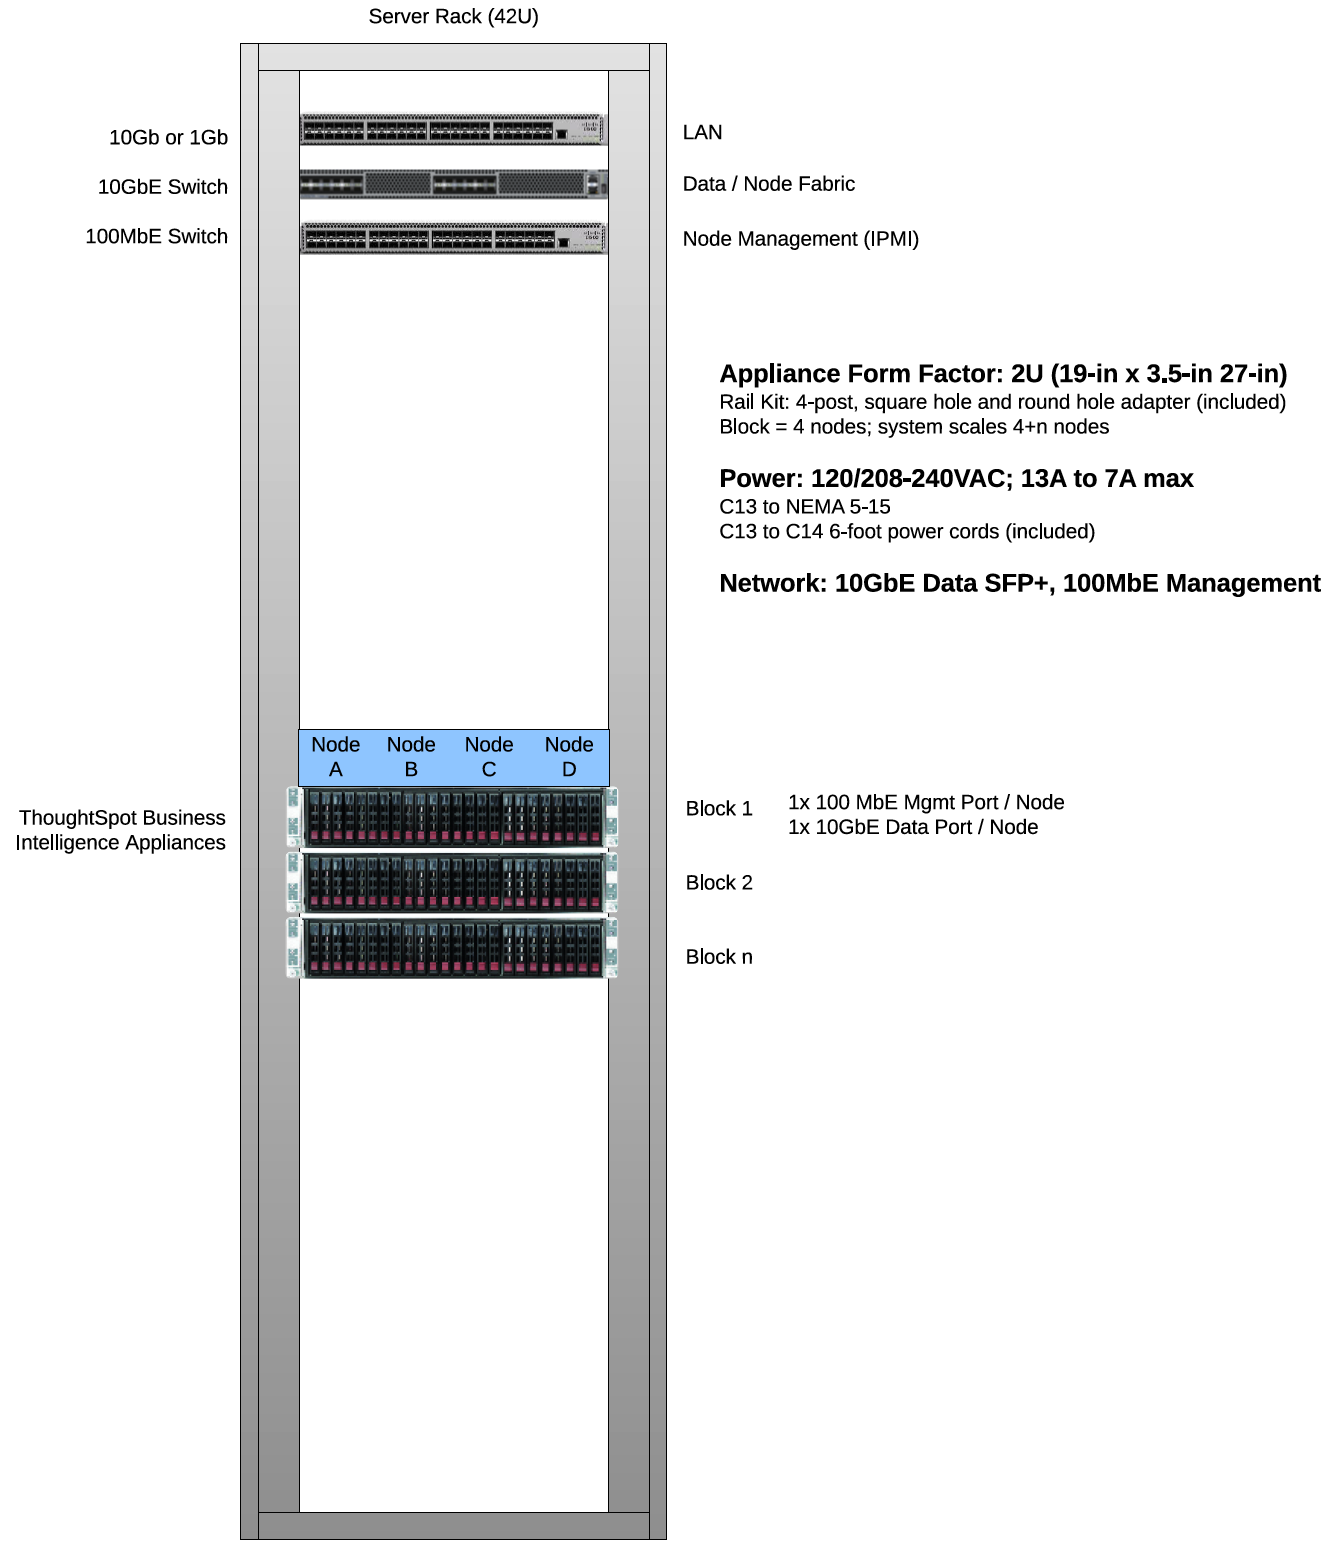 Server Rack (42U)
10Gb or 1Gb
LAN
10GbE Switch
Data / Node Fabric
100MbE Switch
Node Management (IPMI)
Appliance Form Factor: 2U (19-in x 3.5-in 27-in)
Rail Kit: 4-post, square hole and round hole adapter (included)
Block = 4 nodes; system scales 4+n nodes
Power: 120/208-240VAC; 13A to 7A max
C13 to NEMA 5-15
C13 to C14 6-foot power cords (included)
Network: 10GbE Data SFP+, 100MbE Management
Node A
Node B
Node C
Node D
ThoughtSpot Business
Intelligence Appliances
Block 1
1x 100 MbE Mgmt Port / Node
1x 10GbE Data Port / Node
Block 2
Block n